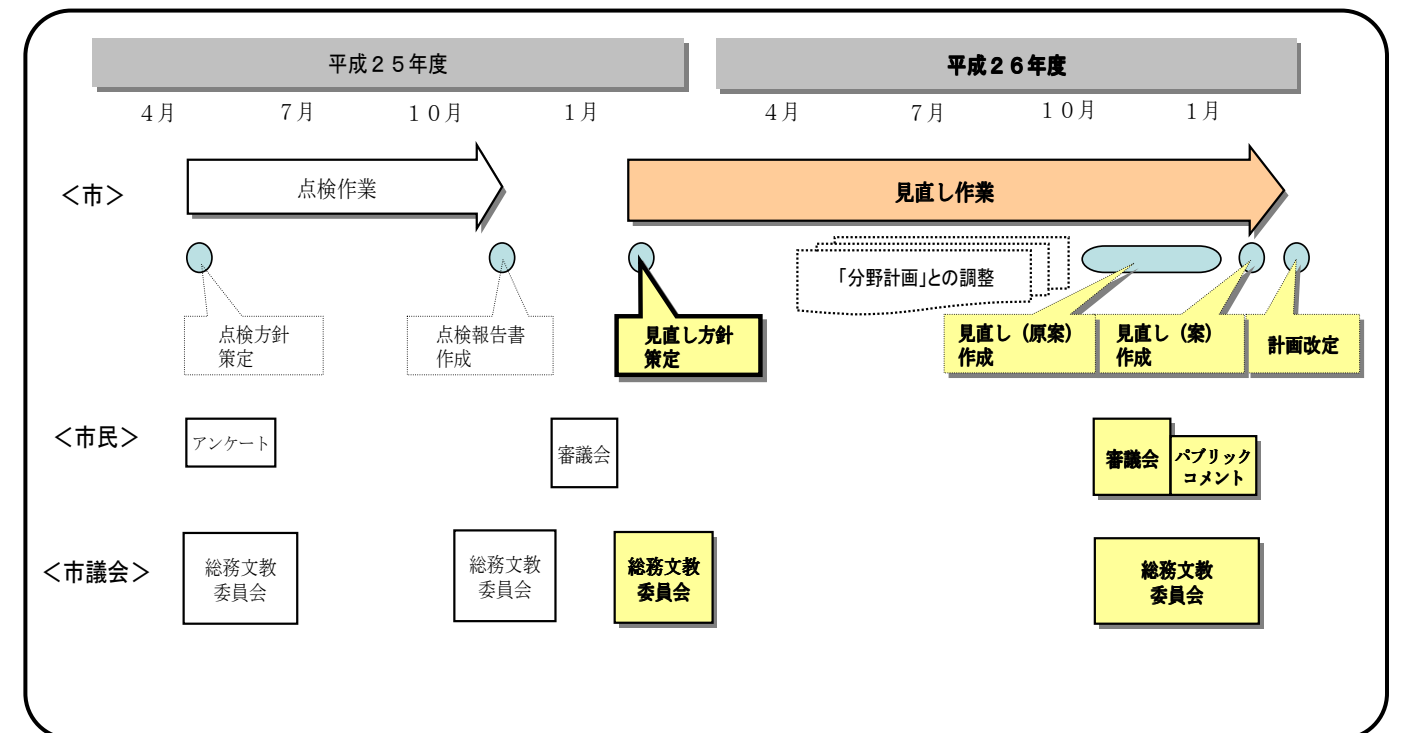 平成２５年度
平成２６年度
４月
７月
１０月
１月
４月
７月
１０月
１月
＜市＞
点検作業
見直し作業
「分野計画」との調整
点検方針
策定
点検報告書
作成
見直し方針
策定
見直し（原案）
作成
見直し（案）
作成
計画改定
＜市民＞
アンケート
審議会
審議会
パブリック
コメント
＜市議会＞
総務文教
委員会
総務文教
委員会
総務文教
委員会
総務文教
委員会